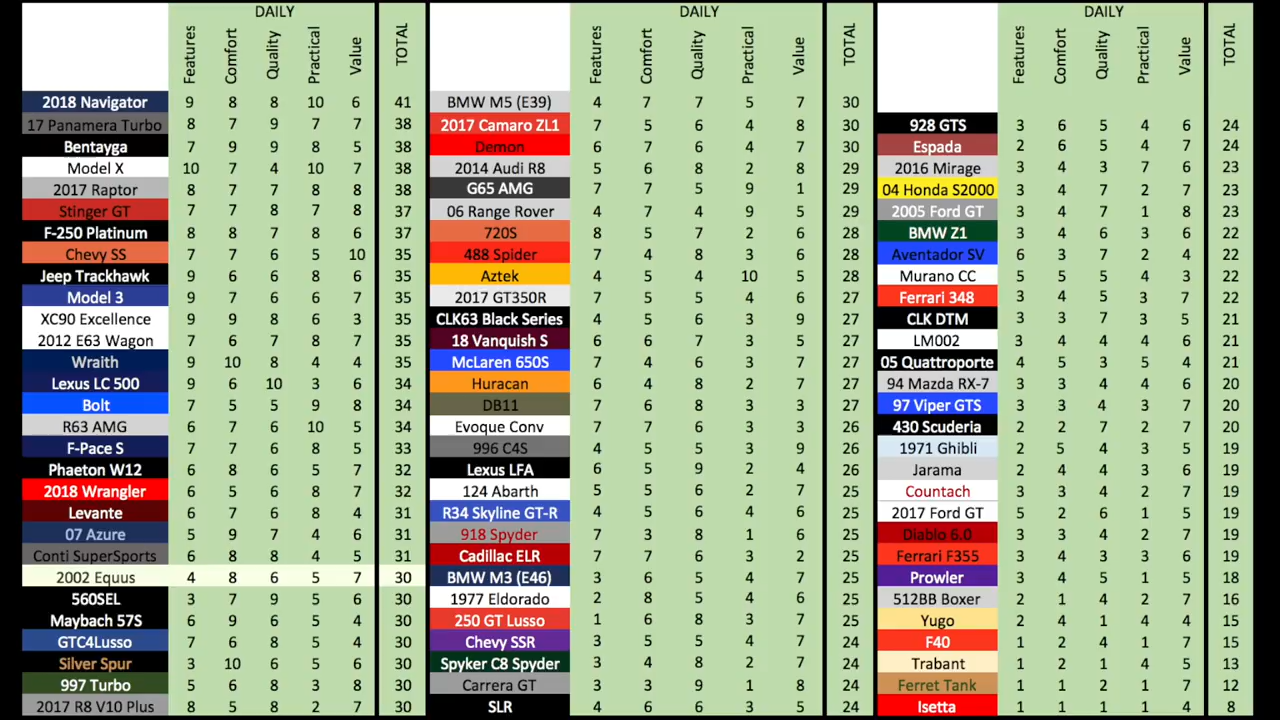 DAILY
Features Comfort Quality Practical Value TOTAL
2018 Navigator 9 8 8 10 6 41
17 Panamera Turbo 8 7 9 7 7 38
Bentayga 7 9 9 8 5 38
Model X 10 7 4 10 7 38
2017 Raptor 8 7 7 8 8 38
Stinger GT 7 7 8 7 8 37
F-250 Platinum 8 8 7 8 6 37
Chevy SS 7 7 6 5 10 35
Jeep Trackhawk 9 6 6 8 6 35
Model 3 9 7 6 6 7 35
XC90 Excellence 9 9 8 6 3 35
2012 E63 Wagon 7 6 7 8 7 35
Wraith 9 10 8 4 4 35
Lexus LC 500 9 6 10 3 6 34
Bolt 7 5 5 9 8 34
R63 AMG 6 7 6 10 5 34
F-Pace S 7 7 6 8 5 33
Phaeton W12 6 8 6 5 7 32
2018 Wrangler 6 5 6 8 7 32
Levante 6 7 6 8 4 31
07 Azure 5 9 7 4 6 31
Conti SuperSports 6 8 8 4 5 31
2002 Equus 4 8 6 5 7 30
560SEL 3 7 9 5 6 30
Maybach 57S 6 9 6 5 4 30
GTC4Lusso 7 6 8 5 4 30
Silver Spur 3 10 6 5 6 30
997 Turbo 5 6 8 3 8 30
2017 R8 V10 Plus 8 5 8 2 7 30
DAILY
Features Comfort Quality Practical Value TOTAL
BMW M5 (E39) 4 7 7 5 7 30
2017 Camaro ZL1 7 5 6 4 8 30
Demon 6 7 6 4 7 30
2014 Audi R8 5 6 8 2 8 29
G65 AMG 7 7 5 9 1 29
06 Range Rover 4 7 4 9 5 29
720S 8 5 7 2 6 28
488 Spider 7 4 8 3 6 28
Aztek 4 5 4 10 5 28
2017 GT350R 7 5 5 4 6 27
CLK63 Black Series 4 5 6 3 9 27
18 Vanquish S 6 6 7 3 5 27
McLaren 650S 7 4 6 3 7 27
Huracan 6 4 8 2 7 27
DB11 7 6 8 3 3 27
Evoque Conv 7 6 7 3 3 26
996 C4S 4 5 5 3 9 26
Lexus LFA 6 5 9 2 4 26
124 Abarth 5 5 6 2 7 25
R34 Skyline GT-R 4 5 6 4 6 25
918 Spyder 7 3 8 1 6 25
Cadillac ELR 7 7 6 3 2 25
BMW M3 (E46) 3 6 5 4 7 25
1977 Eldorado 2 8 5 4 6 25
250 GT Lusso 1 6 8 3 7 25
Chevy SSR 3 5 5 4 7 24
Spyker C8 Spyder 3 4 8 2 7 24
Carrera GT 3 3 9 1 8 24
SLR 4 6 6 3 5 24
DAILY
Features Comfort Quality Practical Value TOTAL
928 GTS 3 6 5 4 6 24
Espada 2 6 5 4 7 24
2016 Mirage 3 4 3 7 6 23
04 Honda S2000 3 4 7 2 7 23
2005 Ford GT 3 4 7 1 8 23
BMW Z1 3 4 6 3 6 22
Aventador SV 6 3 7 2 4 22
Murano CC 5 5 5 4 3 22
Ferrari 348 3 4 5 3 7 22
CLK DTM 3 3 7 3 5 21
LM002 3 4 4 4 6 21
05 Quattroporte 4 5 3 5 4 21
94 Mazda RX-7 3 3 4 4 6 20
97 Viper GTS 3 3 4 3 7 20
430 Scuderia 2 2 7 2 7 20
1971 Ghibli 2 5 4 3 5 19
Jarama 2 4 4 3 6 19
Countach 3 3 4 2 7 19
2017 Ford GT 5 2 6 1 5 19
Diablo 6.0 3 3 4 2 7 19
Ferrari F355 3 4 3 3 6 19
Prowler 3 4 5 1 5 18
512BB Boxer 2 1 4 2 7 16
Yugo 2 4 1 4 4 15
F40 1 2 4 1 7 15
Trabant 1 2 1 4 5 13
Ferret Tank 1 1 2 1 7 12
Isetta 1 1 1 1 4 8